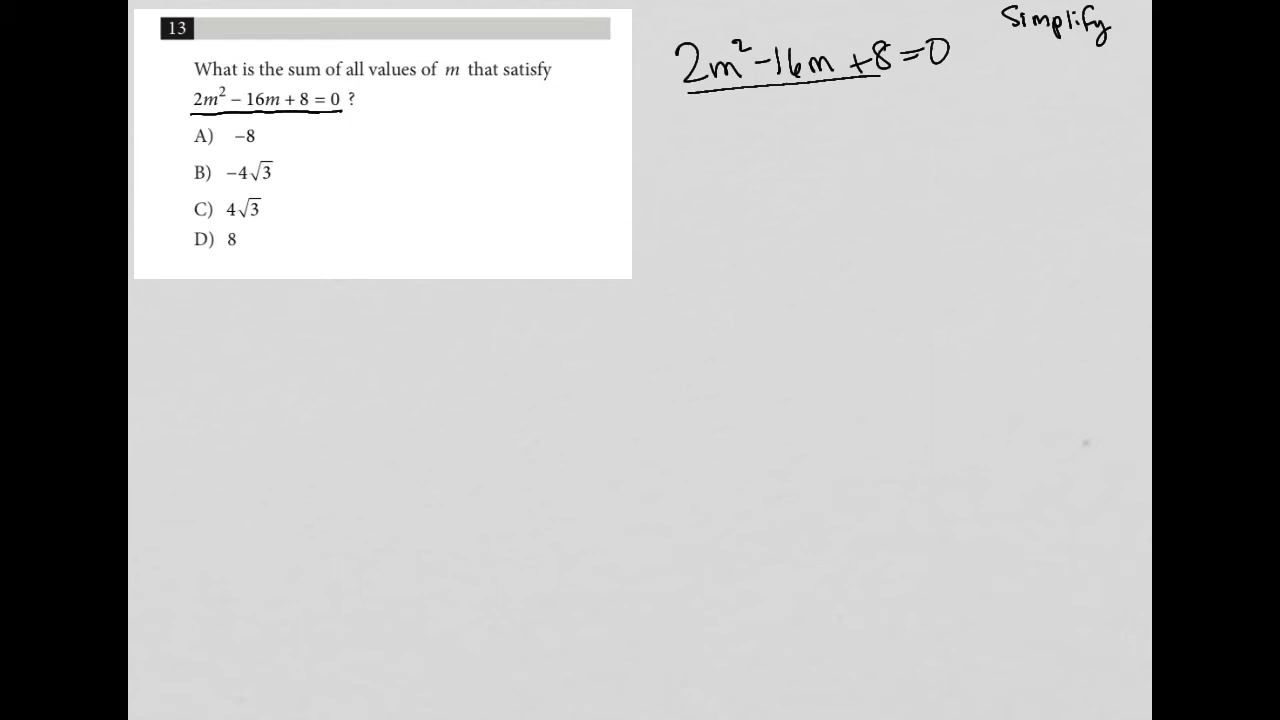 13
What is the sum of all values of m that satisfy
2m² − 16m + 8 = 0 ?
A) −8
B) −4√3
C) 4√3
D) 8
Simplify
2m² -16m +8 =0